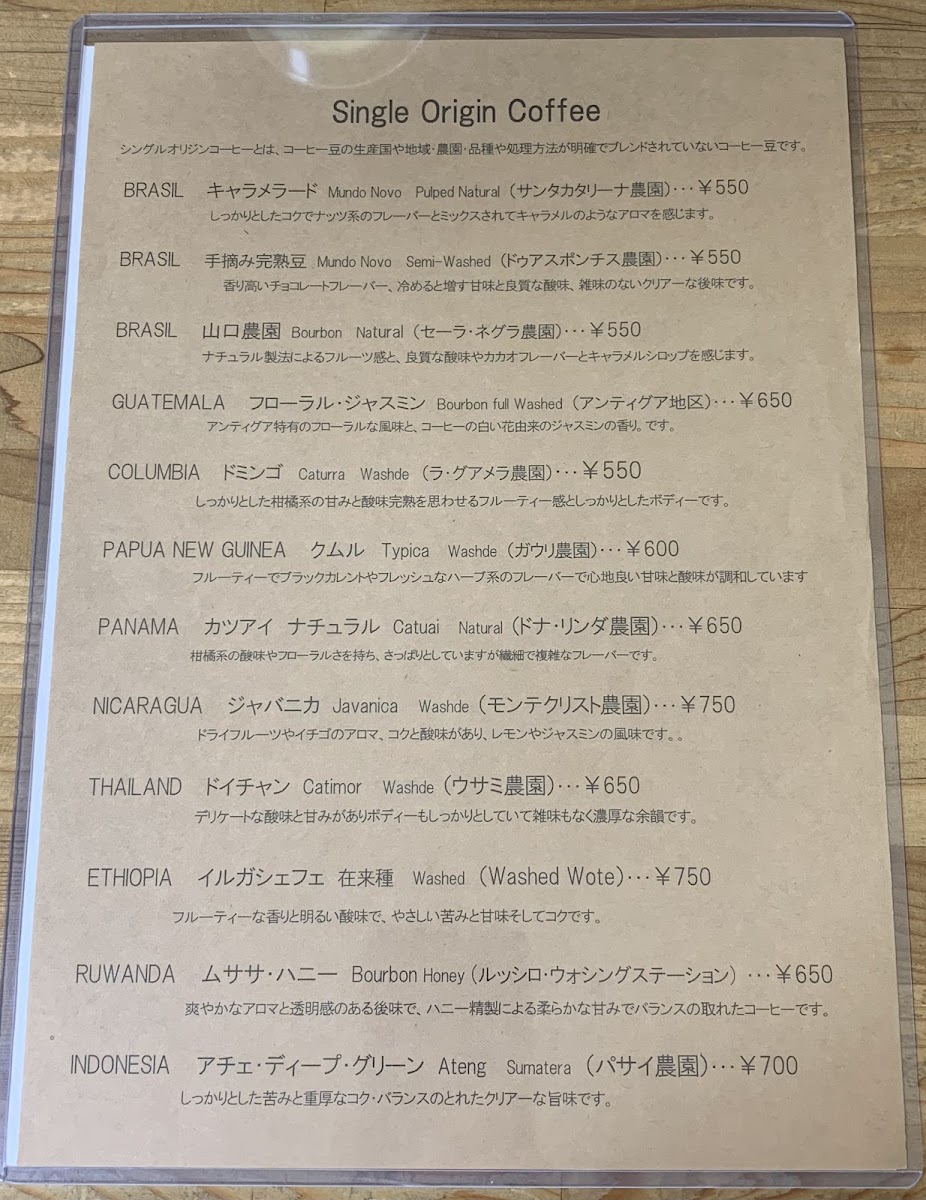 Single Origin Coffee
シングルオリジンコーヒーとは、コーヒー豆の生産国や地域・農園・品種や処理方法が明確でブレンドされていないコーヒー豆です。
BRASIL キャラメラード Mundo Novo Pulped Natural (サンタカタリーナ農園)･･･￥550
しっかりとしたコクでナッツ系のフレーバーとミックスされてキャラメルのようなアロマを感じます。
BRASIL 手摘み完熟豆 Mundo Novo Semi-Washed (ドゥアスポンチス農園)･･･￥550
香り高いチョコレートフレーバー、冷めると増す甘味と良質な酸味、雑味のないクリアーな後味です。
BRASIL 山口農園 Bourbon Natural (セーラ・ネグラ農園)･･･￥550
ナチュラル製法によるフルーツ感と、良質な酸味やカカオフレーバーとキャラメルシロップを感じます。
GUATEMALA フローラル・ジャスミン Bourbon full Washed (アンティグア地区)･･･￥650
アンティグア特有のフローラルな風味と、コーヒーの白い花由来のジャスミンの香り。です。
COLUMBIA ドミンゴ Caturra Washde (ラ・グアメラ農園)･･･￥550
しっかりとした柑橘系の甘みと酸味完熟を思わせるフルーティー感としっかりとしたボディーです。
PAPUA NEW GUINEA クムル Typica Washde (ガウリ農園)･･･￥600
フルーティーでブラックカレントやフレッシュなハーブ系のフレーバーで心地良い甘味と酸味が調和しています
PANAMA カツアイ ナチュラル Catuai Natural (ドナ・リンダ農園)･･･￥650
柑橘系の酸味やフローラルさを持ち、さっぱりとしていますが繊細で複雑なフレーバーです。
NICARAGUA ジャバニカ Javanica Washde (モンテクリスト農園)･･･￥750
ドライフルーツやイチゴのアロマ、コクと酸味があり、レモンやジャスミンの風味です。。
THAILAND ドイチャン Catimor Washde (ウサミ農園)･･･￥650
デリケートな酸味と甘みがありボディーもしっかりとしていて雑味もなく濃厚な余韻です。
ETHIOPIA イルガシェフェ 在来種 Washed (Washed Wote)･･･￥750
フルーティーな香りと明るい酸味で、やさしい苦みと甘味そしてコクです。
RUWANDA ムササ・ハニー Bourbon Honey (ルッシロ・ウォシングステーション) ･･･￥650
爽やかなアロマと透明感のある後味で、ハニー精製による柔らかな甘みでバランスの取れたコーヒーです。
。
INDONESIA アチェ・ディープ・グリーン Ateng Sumatera (パサイ農園)･･･￥700
しっかりとした苦みと重厚なコク・バランスのとれたクリアーな旨味です。